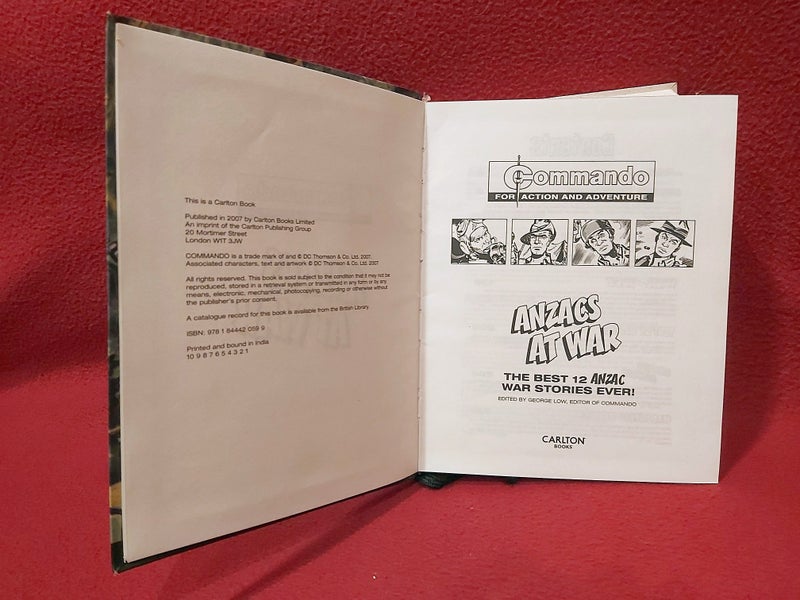 This is a Carlton Book
Published in 2007 by Carlton Books Limited
An imprint of the Carlton Publishing Group
20 Mortimer Street
London W1T 3JW
COMMANDO is a trade mark of and © DC Thomson & Co. Ltd. 2007.
Associated characters, text and artwork © DC Thomson & Co. Ltd. 2007
All rights reserved. This book is sold subject to the condition that it may not be
reproduced, stored in a retrieval system or transmitted in any form or by any
means, electronic, mechanical, photocopying, recording or otherwise without
the publisher's prior consent.
A catalogue record for this book is available from the British Library.
ISBN: 978 1 84442 059 9
Printed and bound in India
10 9 8 7 6 5 4 3 2 1
Commando
FOR ACTION AND ADVENTURE
ANZACS
AT WAR
THE BEST 12 ANZAC
WAR STORIES EVER!
EDITED BY GEORGE LOW, EDITOR OF COMMANDO
CARLTON
BOOKS